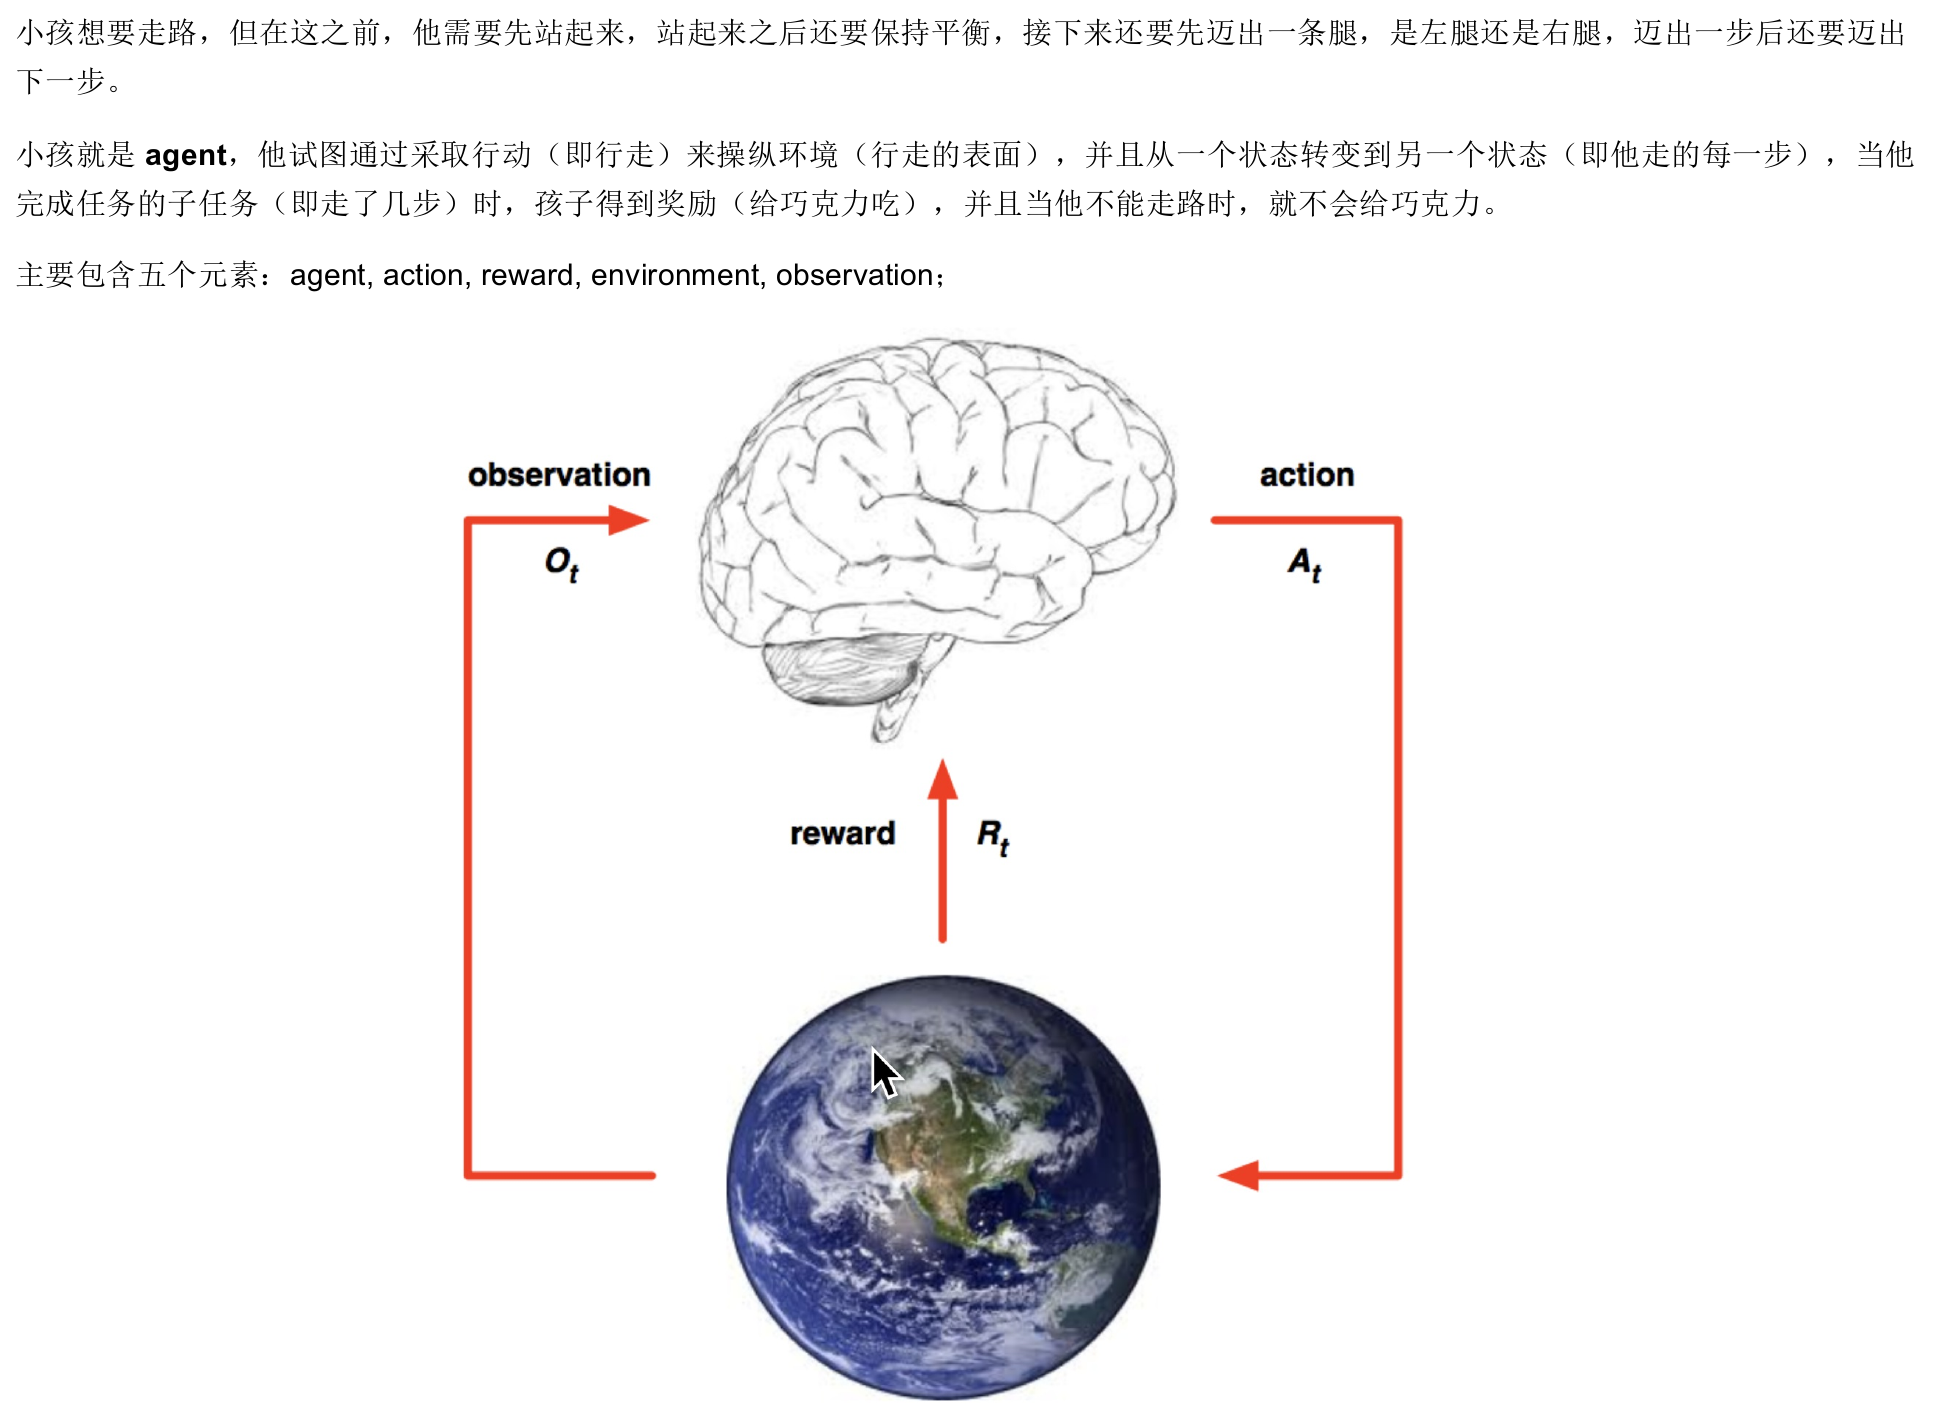 小孩想要走路，但在这之前，他需要先站起来，站起来之后还要保持平衡，接下来还要先迈出一条腿，是左腿还是右腿，迈出一步后还要迈出
下一步。
小孩就是 agent，他试图通过采取行动（即行走）来操纵环境（行走的表面），并且从一个状态转变到另一个状态（即他走的每一步），当他
完成任务的子任务（即走了几步）时，孩子得到奖励（给巧克力吃），并且当他不能走路时，就不会给巧克力。
主要包含五个元素：agent, action, reward, environment, observation；
observation
action
Ot
At
reward
Rt